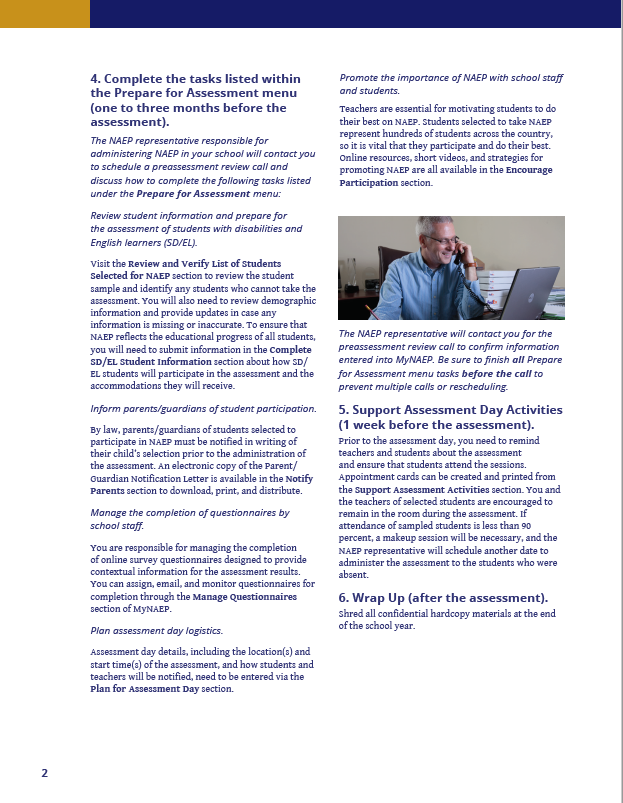 4. Complete the tasks listed within
the Prepare for Assessment menu
(one to three months before the
assessment).
The NAEP representative responsible for
administering NAEP in your school will contact you
to schedule a preassessment review call and
discuss how to complete the following tasks listed
under the Prepare for Assessment menu:
Review student information and prepare for
the assessment of students with disabilities and
English learners (SD/EL).
Visit the Review and Verify List of Students
Selected for NAEP section to review the student
sample and identify any students who cannot take the
assessment. You will also need to review demographic
information and provide updates in case any
information is missing or inaccurate. To ensure that
NAEP reflects the educational progress of all students,
you will need to submit information in the Complete
SD/EL Student Information section about how SD/
EL students will participate in the assessment and the
accommodations they will receive.
Inform parents/guardians of student participation.
By law, parents/guardians of students selected to
participate in NAEP must be notified in writing of
their child's selection prior to the administration of
the assessment. An electronic copy of the Parent/
Guardian Notification Letter is available in the Notify
Parents section to download, print, and distribute.
Manage the completion of questionnaires by
school staff.
You are responsible for managing the completion
of online survey questionnaires designed to provide
contextual information for the assessment results.
You can assign, email, and monitor questionnaires for
completion through the Manage Questionnaires
section of MyNAEP.
Plan assessment day logistics.
Assessment day details, including the location(s) and
start time(s) of the assessment, and how students and
teachers will be notified, need to be entered via the
Plan for Assessment Day section.
Promote the importance of NAEP with school staff
and students.
Teachers are essential for motivating students to do
their best on NAEP. Students selected to take NAEP
represent hundreds of students across the country,
so it is vital that they participate and do their best.
Online resources, short videos, and strategies for
promoting NAEP are all available in the Encourage
Participation section.
The NAEP representative will contact you for the
preassessment review call to confirm information
entered into MyNAEP. Be sure to finish all Prepare
for Assessment menu tasks before the call to
prevent multiple calls or rescheduling.
5. Support Assessment Day Activities
(1 week before the assessment).
Prior to the assessment day, you need to remind
teachers and students about the assessment
and ensure that students attend the sessions.
Appointment cards can be created and printed from
the Support Assessment Activities section. You and
the teachers of selected students are encouraged to
remain in the room during the assessment. If
attendance of sampled students is less than 90
percent, a makeup session will be necessary, and the
NAEP representative will schedule another date to
administer the assessment to the students who were
absent.
6. Wrap Up (after the assessment).
Shred all confidential hardcopy materials at the end
of the school year.
2